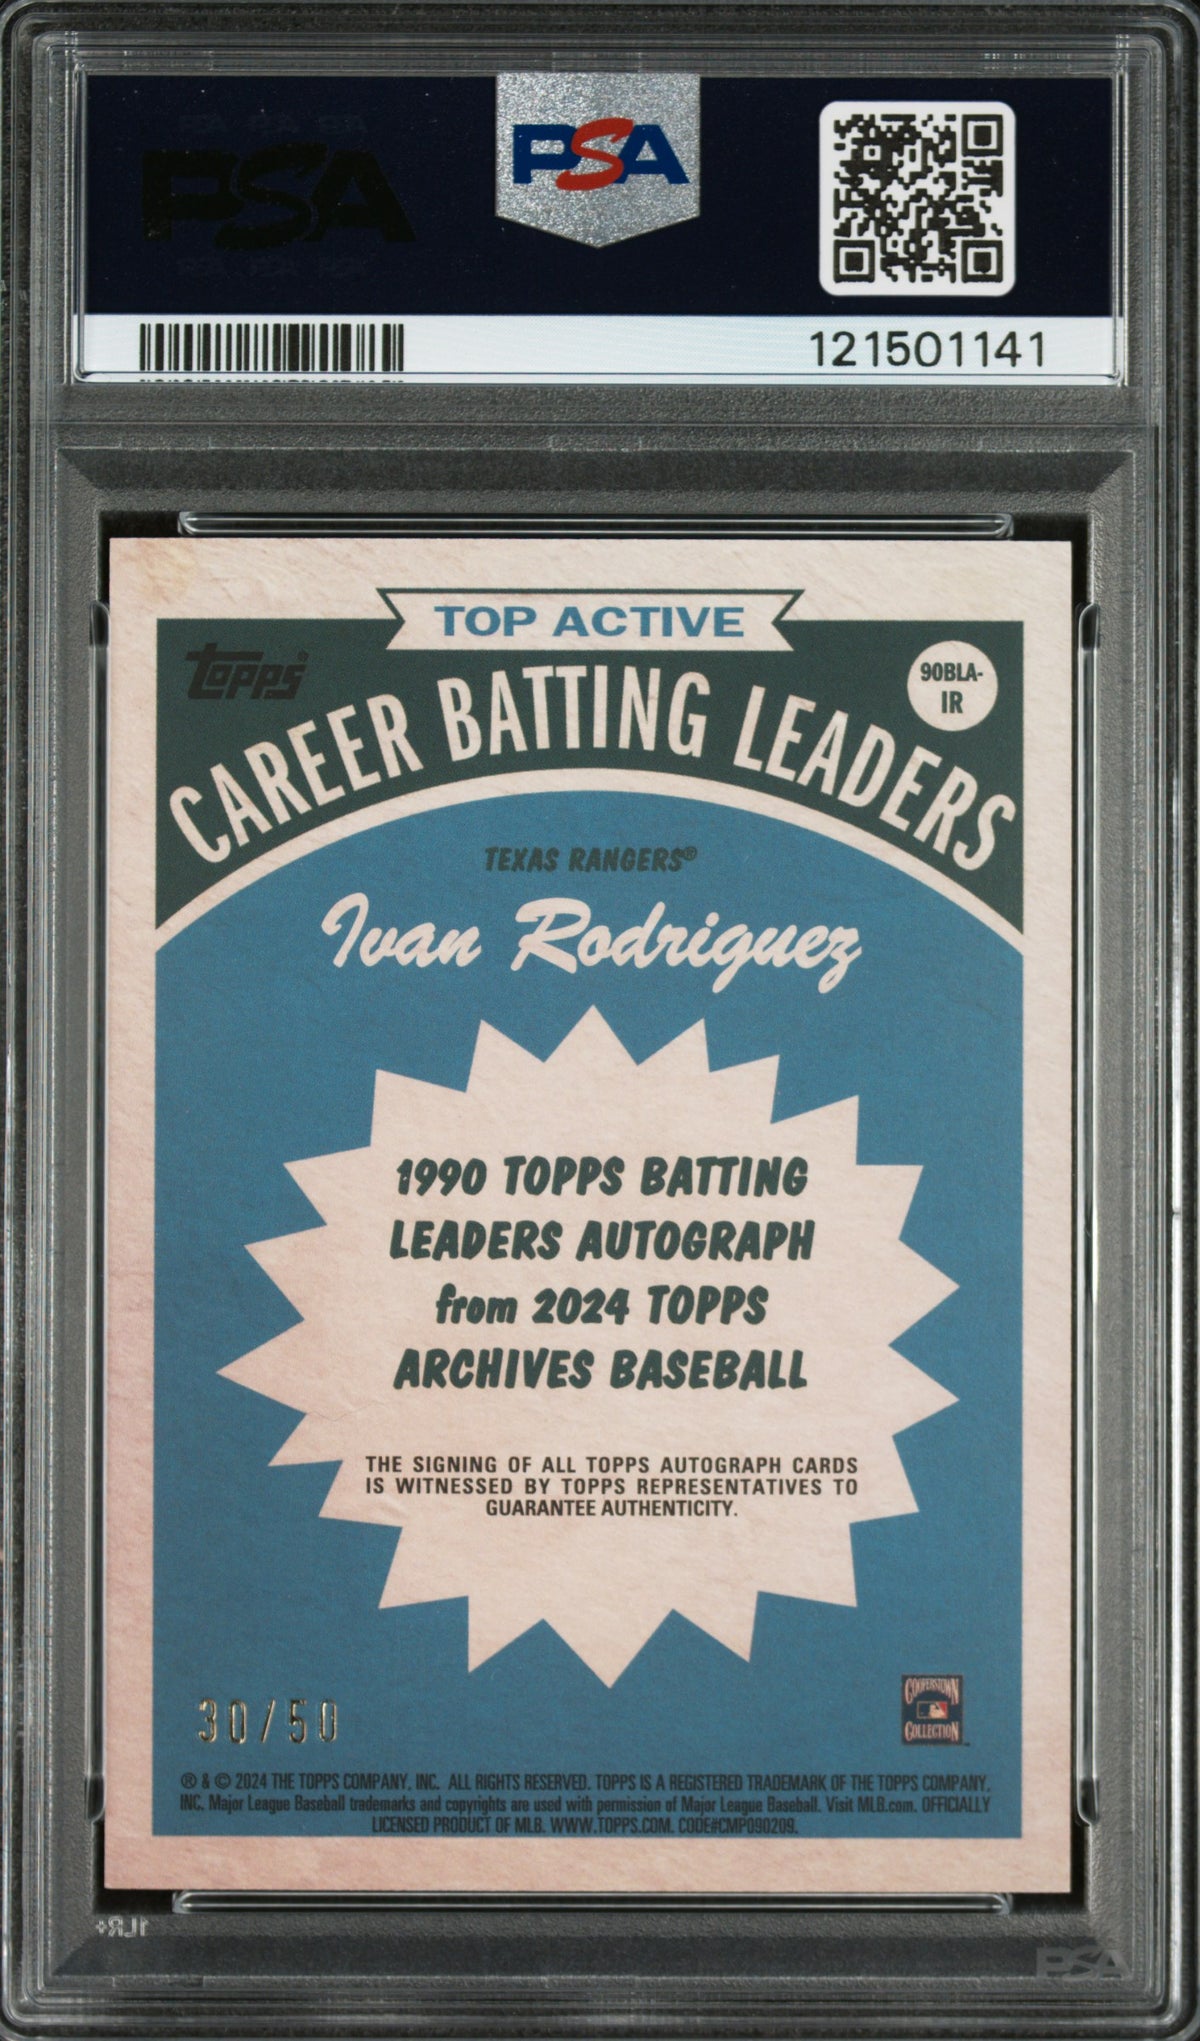 PSA
PSA
121501141
TOP ACTIVE
topps®
90BLA-
IR
CAREER BATTING LEADERS
TEXAS RANGERS®
Ivan Rodriguez
1990 TOPPS BATTING
LEADERS AUTOGRAPH
from 2024 TOPPS
ARCHIVES BASEBALL
THE SIGNING OF ALL TOPPS AUTOGRAPH CARDS
IS WITNESSED BY TOPPS REPRESENTATIVES TO
GUARANTEE AUTHENTICITY.
30/50
COOPERSTOWN
COLLECTION
® & © 2024 THE TOPPS COMPANY, INC. ALL RIGHTS RESERVED. TOPPS IS A REGISTERED TRADEMARK OF THE TOPPS COMPANY,
INC. Major League Baseball trademarks and copyrights are used with permission of Major League Baseball. Visit MLB.com. OFFICIALLY
LICENSED PRODUCT OF MLB. WWW.TOPPS.COM. CODE#CMP090209.
PSA